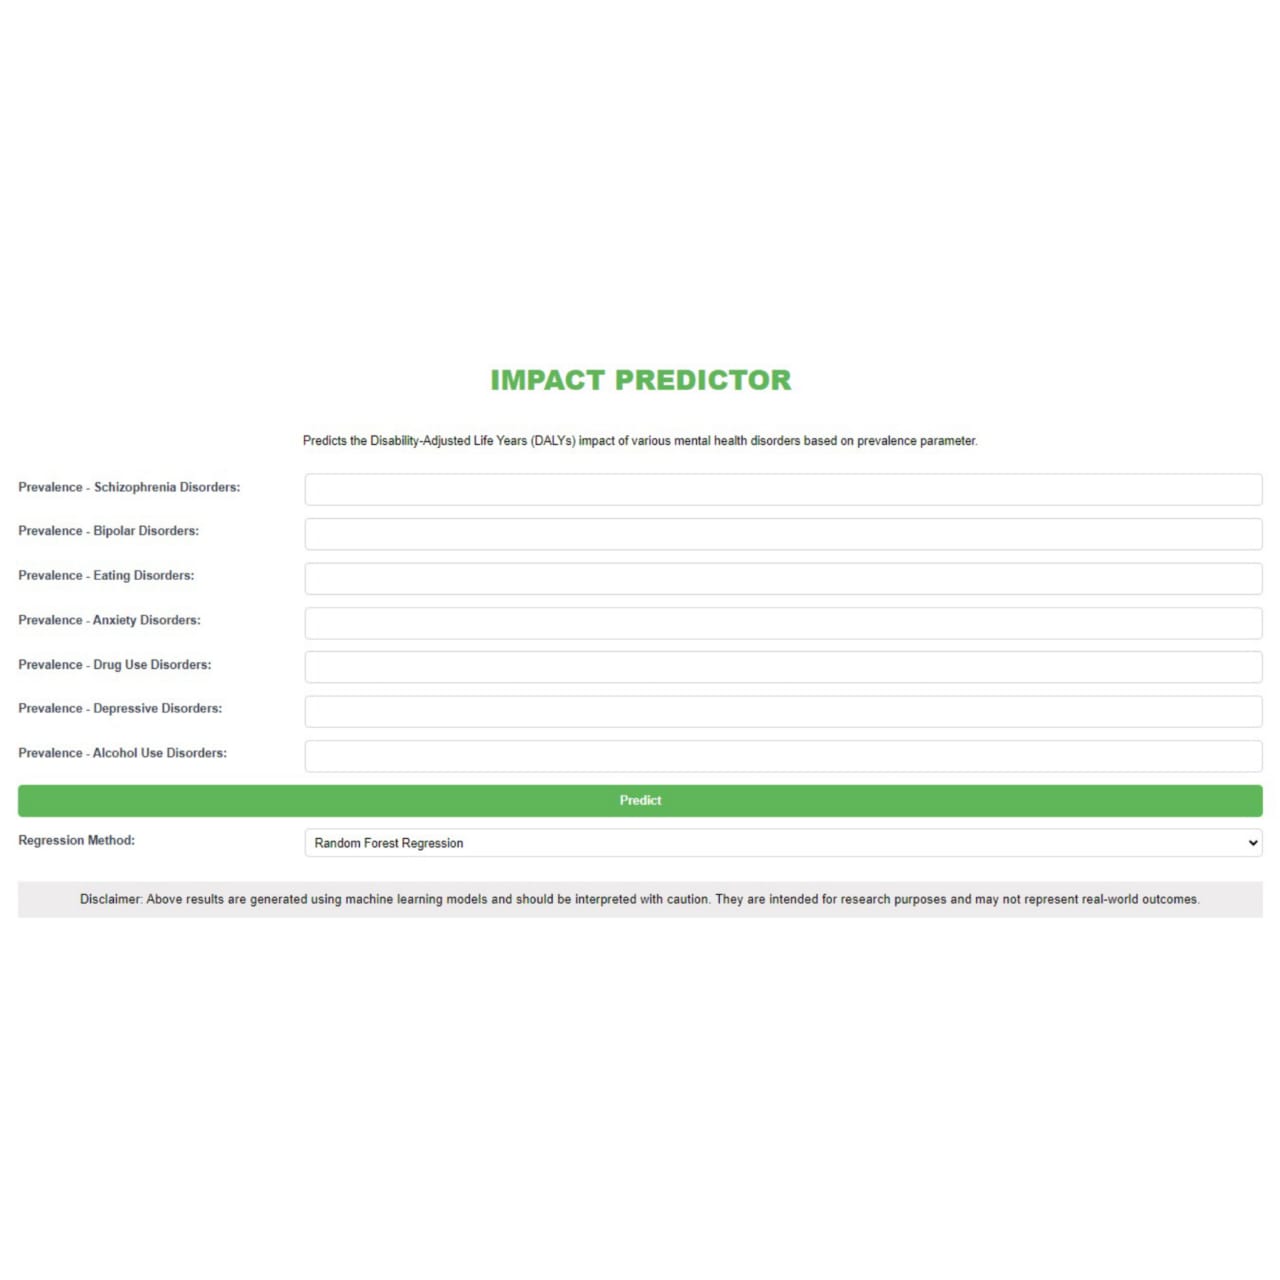 IMPACT PREDICTOR
Predicts the Disability-Adjusted Life Years (DALYs) impact of various mental health disorders based on prevalence parameter.
Prevalence - Schizophrenia Disorders:
Prevalence - Bipolar Disorders:
Prevalence - Eating Disorders:
Prevalence - Anxiety Disorders:
Prevalence - Drug Use Disorders:
Prevalence - Depressive Disorders:
Prevalence - Alcohol Use Disorders:
Predict
Regression Method:
Random Forest Regression
Disclaimer: Above results are generated using machine learning models and should be interpreted with caution. They are intended for research purposes and may not represent real-world outcomes.